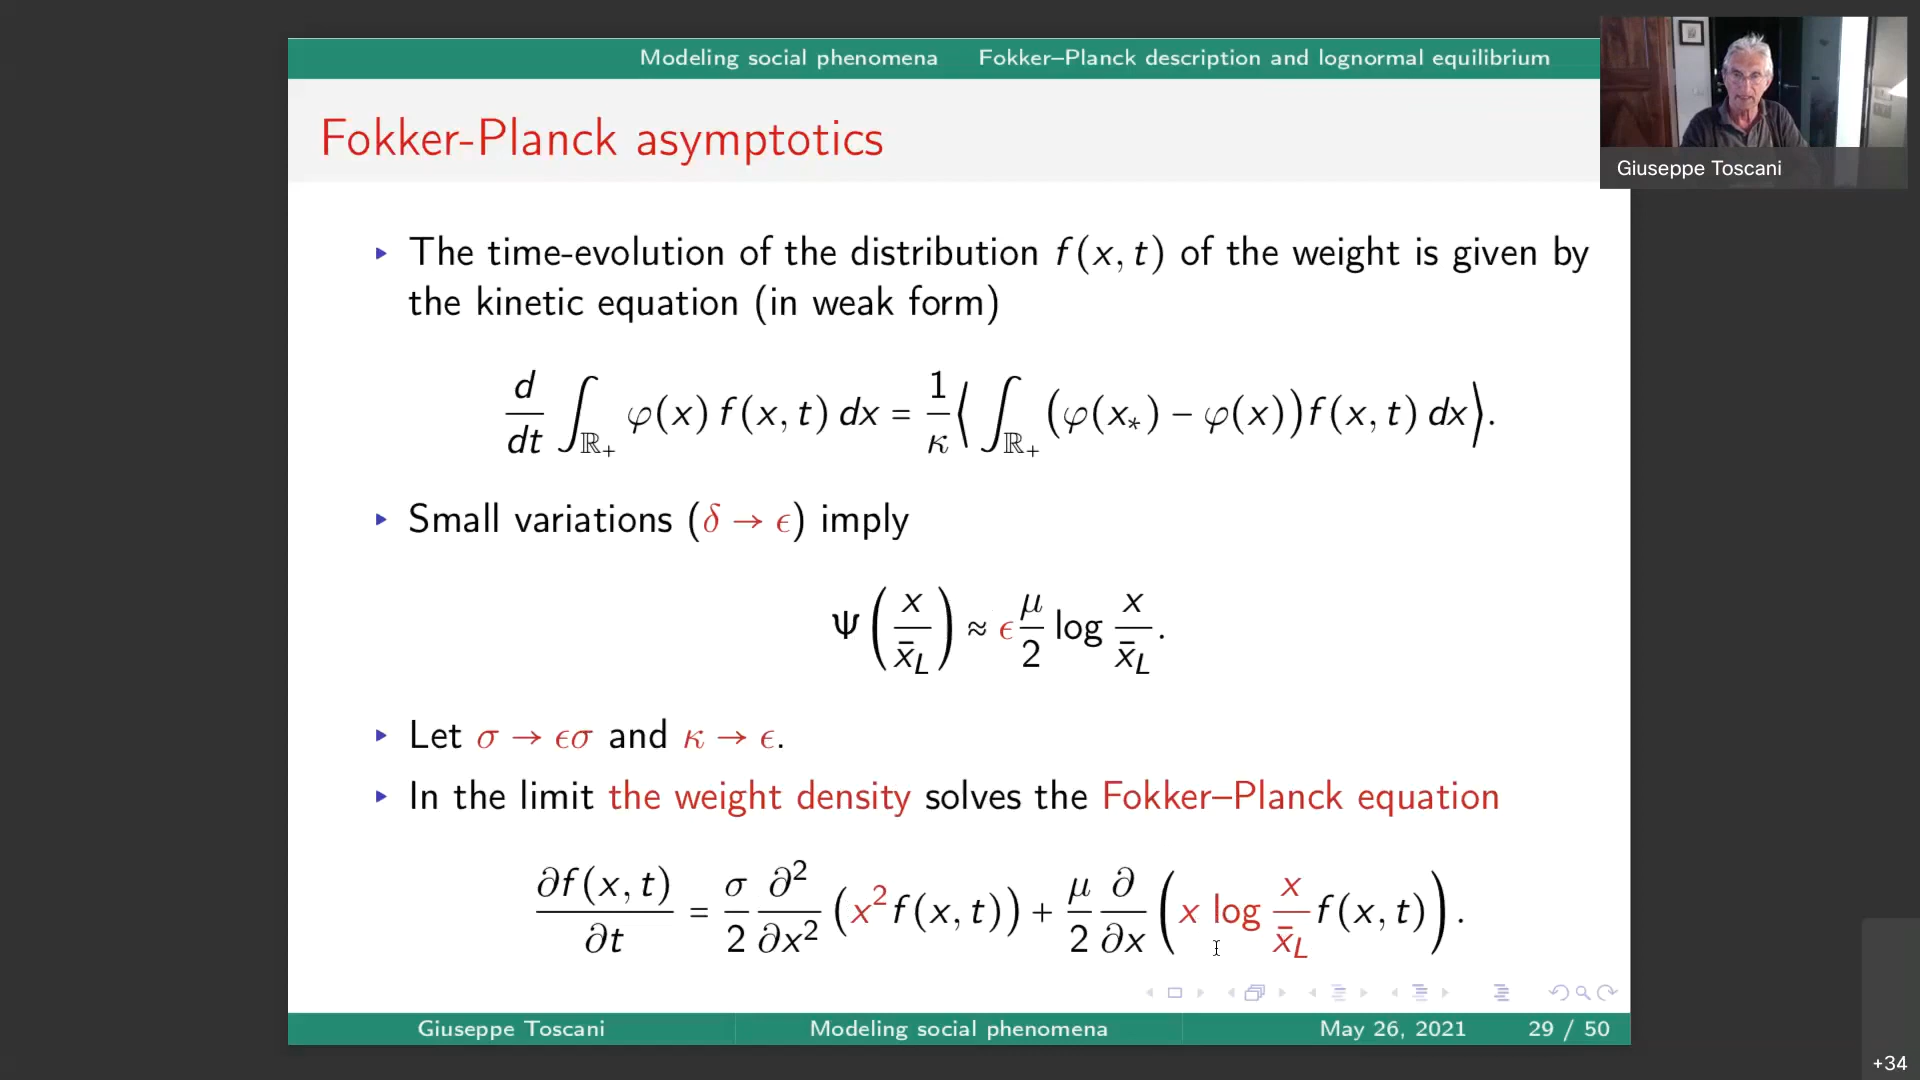 Modeling social phenomena Fokker–Planck description and lognormal equilibrium
Fokker-Planck asymptotics
Giuseppe Toscani
▸ The time-evolution of the distribution f(x, t) of the weight is given by
the kinetic equation (in weak form)
d/dt ∫_{ℝ₊} φ(x) f(x, t) dx = 1/κ ⟨ ∫_{ℝ₊} (φ(x_*) − φ(x)) f(x, t) dx ⟩.
▸ Small variations (δ → ϵ) imply
Ψ(x/x̄_L) ≈ ϵ μ/2 log x/x̄_L.
▸ Let σ → ϵσ and κ → ϵ.
▸ In the limit the weight density solves the Fokker–Planck equation
∂f(x, t)/∂t = σ/2 ∂²/∂x² (x² f(x, t)) + μ/2 ∂/∂x (x log x/x̄_L f(x, t)).
Giuseppe Toscani Modeling social phenomena May 26, 2021 29 / 50
+34